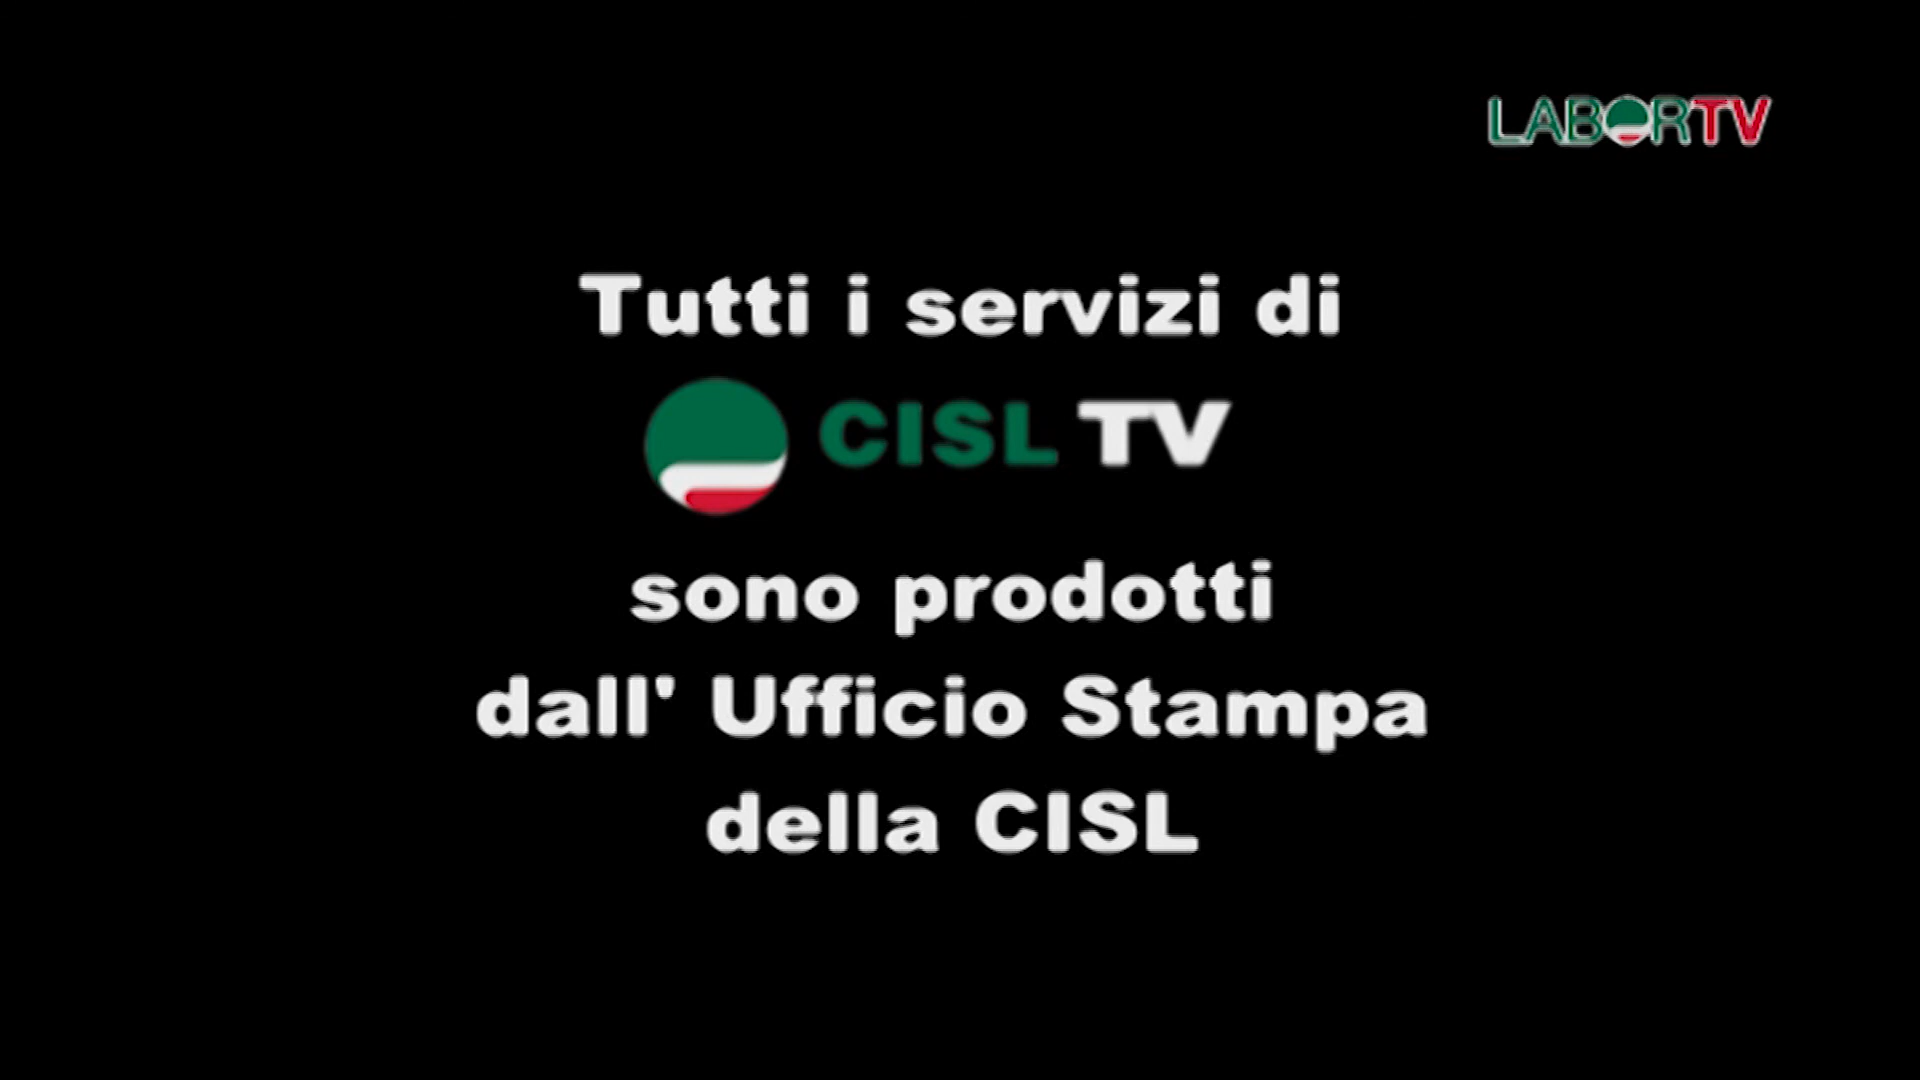 LABORTV
Tutti i servizi di
CISL TV
sono prodotti
dall' Ufficio Stampa
della CISL